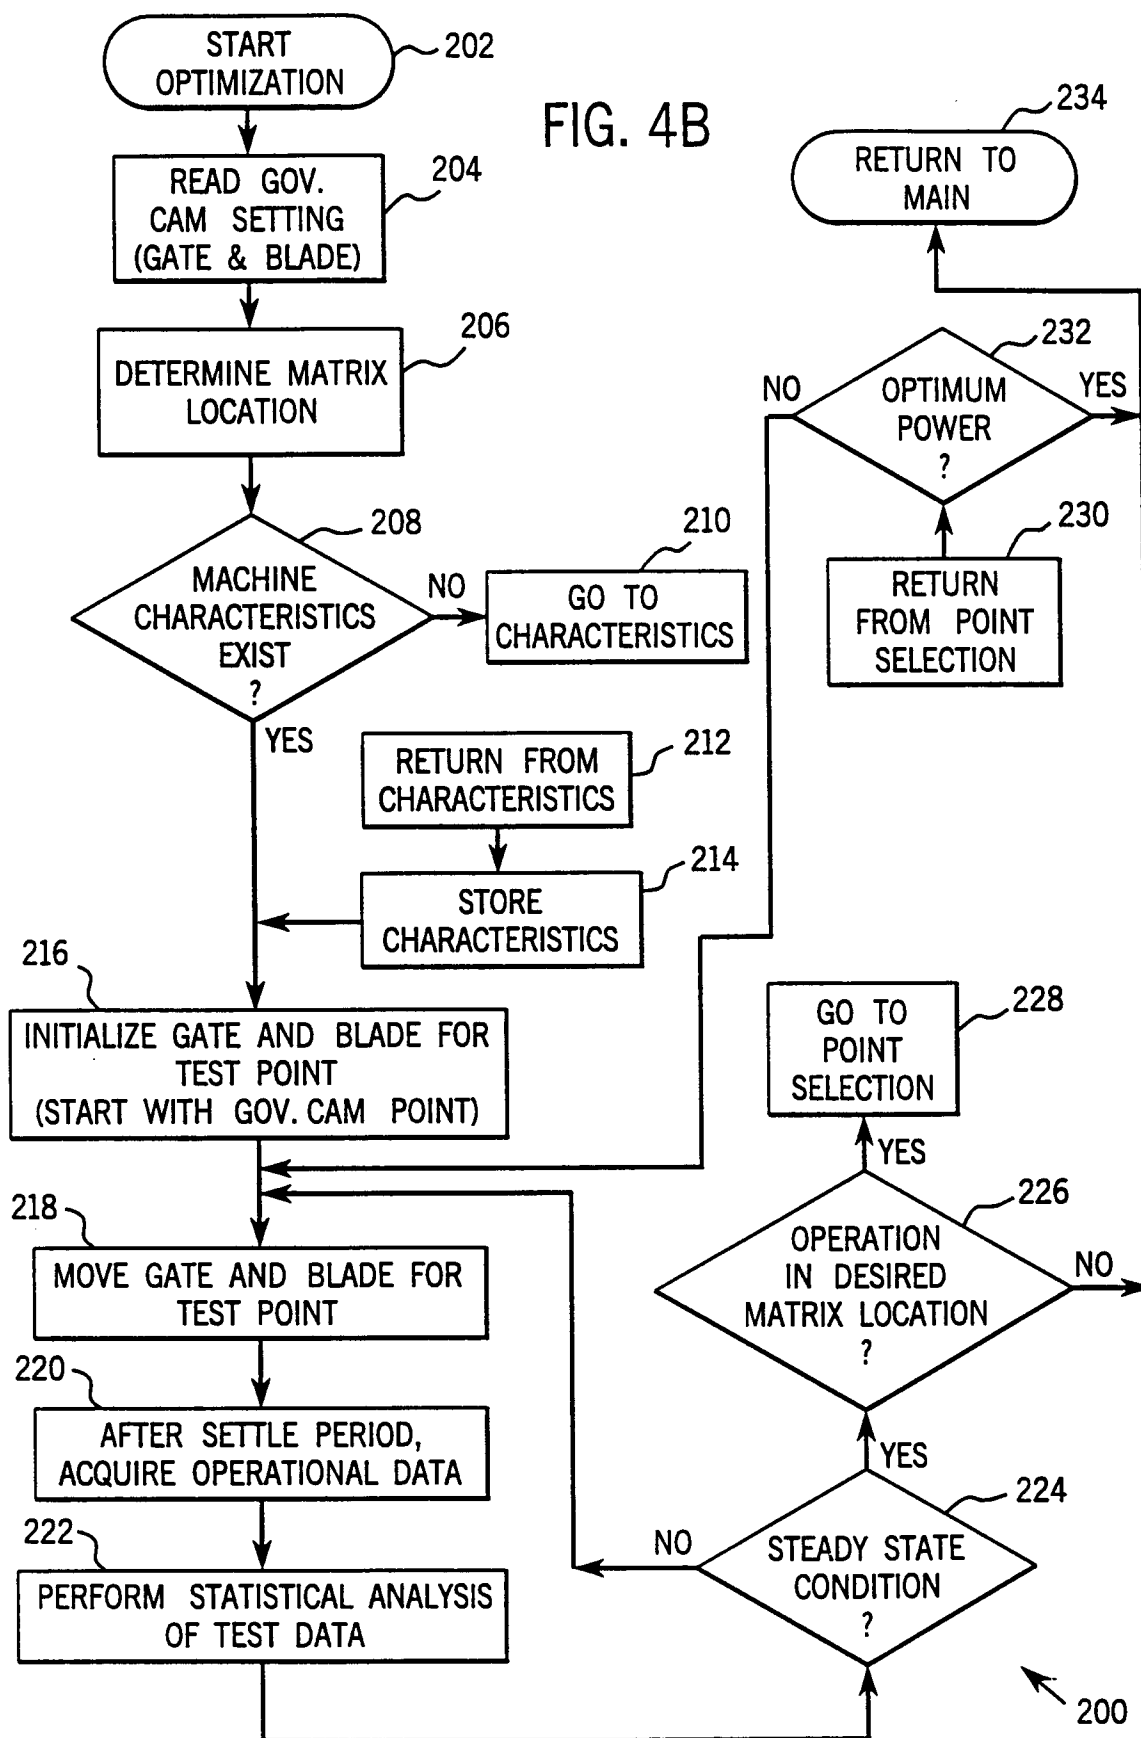 START
OPTIMIZATION
202
FIG. 4B
234
RETURN TO
MAIN
READ GOV.
CAM SETTING
(GATE & BLADE)
204
DETERMINE MATRIX
LOCATION
206
232
NO
OPTIMUM
POWER
?
YES
208
MACHINE
CHARACTERISTICS
EXIST
?
NO
YES
210
GO TO
CHARACTERISTICS
230
RETURN
FROM POINT
SELECTION
RETURN FROM
CHARACTERISTICS
212
STORE
CHARACTERISTICS
214
216
INITIALIZE GATE AND BLADE FOR
TEST POINT
(START WITH GOV. CAM POINT)
GO TO
POINT
SELECTION
228
YES
218
MOVE GATE AND BLADE FOR
TEST POINT
226
OPERATION
IN DESIRED
MATRIX LOCATION
?
NO
YES
220
AFTER SETTLE PERIOD,
ACQUIRE OPERATIONAL DATA
224
NO
STEADY STATE
CONDITION
?
222
PERFORM STATISTICAL ANALYSIS
OF TEST DATA
200